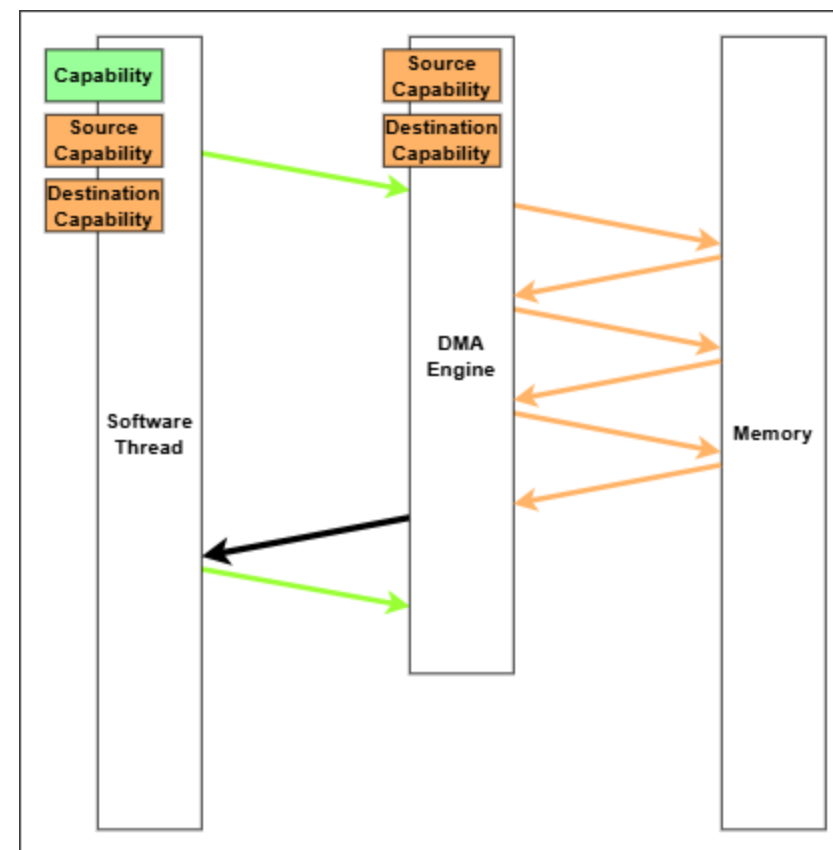 Capability
Source
Capability
Destination
Capability
Source
Capability
Destination
Capability
DMA
Engine
Software
Thread
Memory